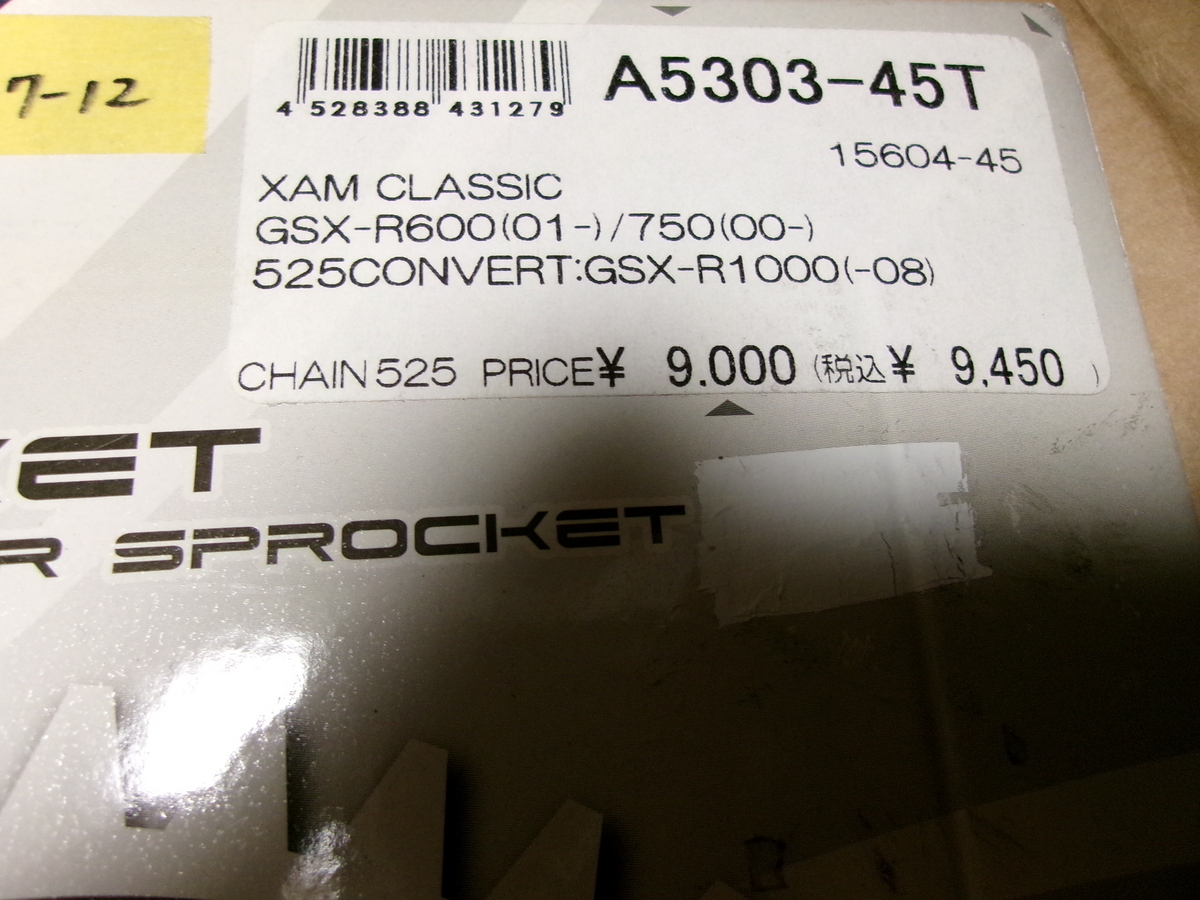 7-12
4 528388 431279
A5303-45T
15604-45
XAM CLASSIC
GSX-R600(01-)/750(00-)
525CONVERT:GSX-R1000(-08)
CHAIN 525 PRICE¥ 9.000 (税込¥ 9.450 )
KET
R SPROCKET